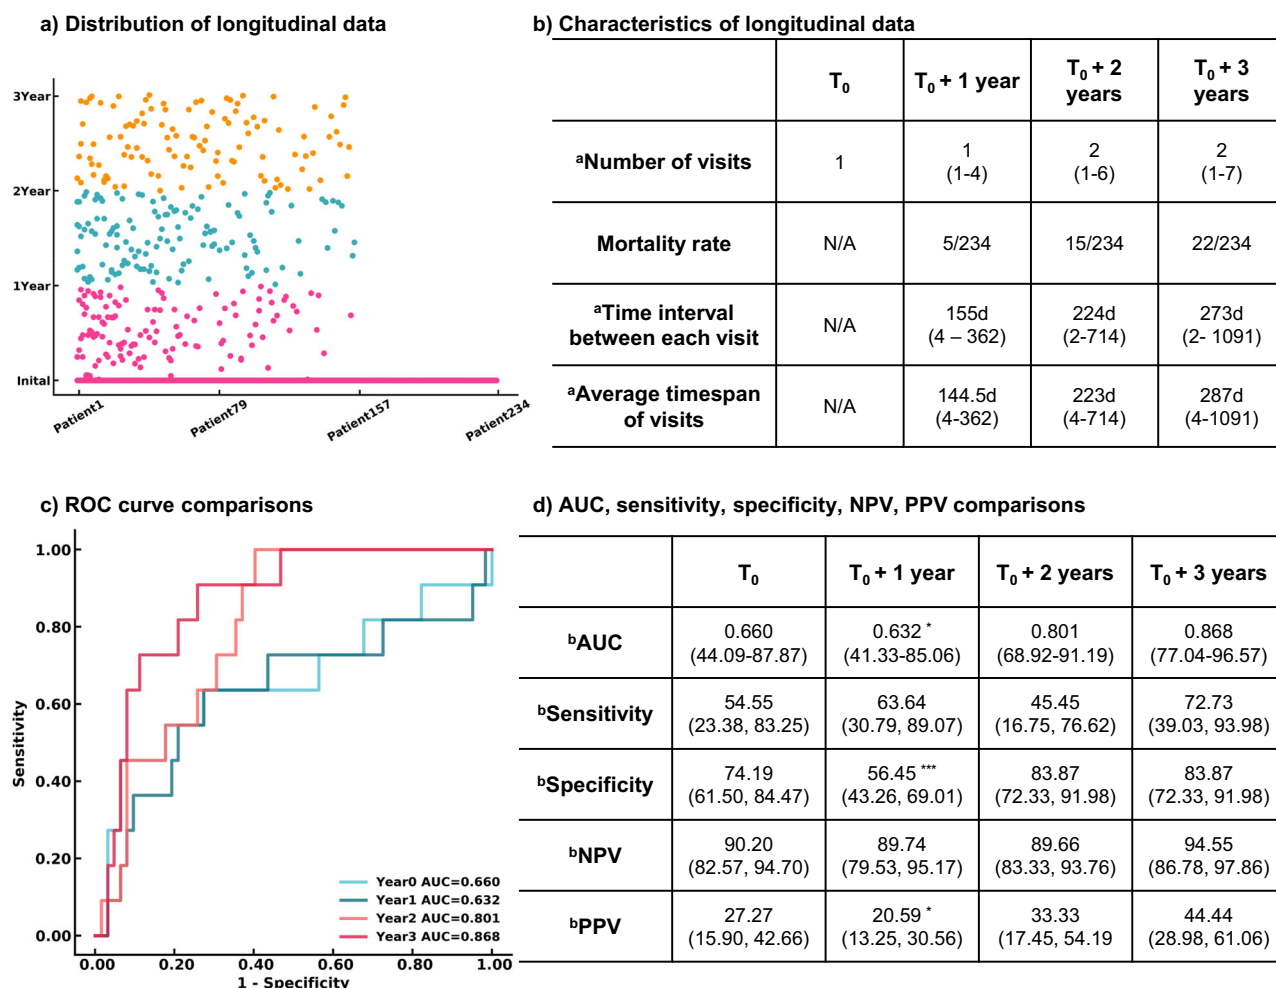 a) Distribution of longitudinal data
3Year
2Year
1Year
Inital
Patient1
Patient79
Patient157
Patient234
b) Characteristics of longitudinal data
T0
T0 + 1 year
T0 + 2
years
T0 + 3
years
aNumber of visits
1
1
(1-4)
2
(1-6)
2
(1-7)
Mortality rate
N/A
5/234
15/234
22/234
aTime interval
between each visit
N/A
155d
(4 – 362)
224d
(2-714)
273d
(2- 1091)
aAverage timespan
of visits
N/A
144.5d
(4-362)
223d
(4-714)
287d
(4-1091)
c) ROC curve comparisons
Sensitivity
1.00
0.80
0.60
0.40
0.20
0.00
0.00
0.20
0.40
0.60
0.80
1.00
1 - Specificity
Year0 AUC=0.660
Year1 AUC=0.632
Year2 AUC=0.801
Year3 AUC=0.868
d) AUC, sensitivity, specificity, NPV, PPV comparisons
T0
T0 + 1 year
T0 + 2 years
T0 + 3 years
bAUC
0.660
(44.09-87.87)
0.632 *
(41.33-85.06)
0.801
(68.92-91.19)
0.868
(77.04-96.57)
bSensitivity
54.55
(23.38, 83.25)
63.64
(30.79, 89.07)
45.45
(16.75, 76.62)
72.73
(39.03, 93.98)
bSpecificity
74.19
(61.50, 84.47)
56.45 ***
(43.26, 69.01)
83.87
(72.33, 91.98)
83.87
(72.33, 91.98)
bNPV
90.20
(82.57, 94.70)
89.74
(79.53, 95.17)
89.66
(83.33, 93.76)
94.55
(86.78, 97.86)
bPPV
27.27
(15.90, 42.66)
20.59 *
(13.25, 30.56)
33.33
(17.45, 54.19
44.44
(28.98, 61.06)